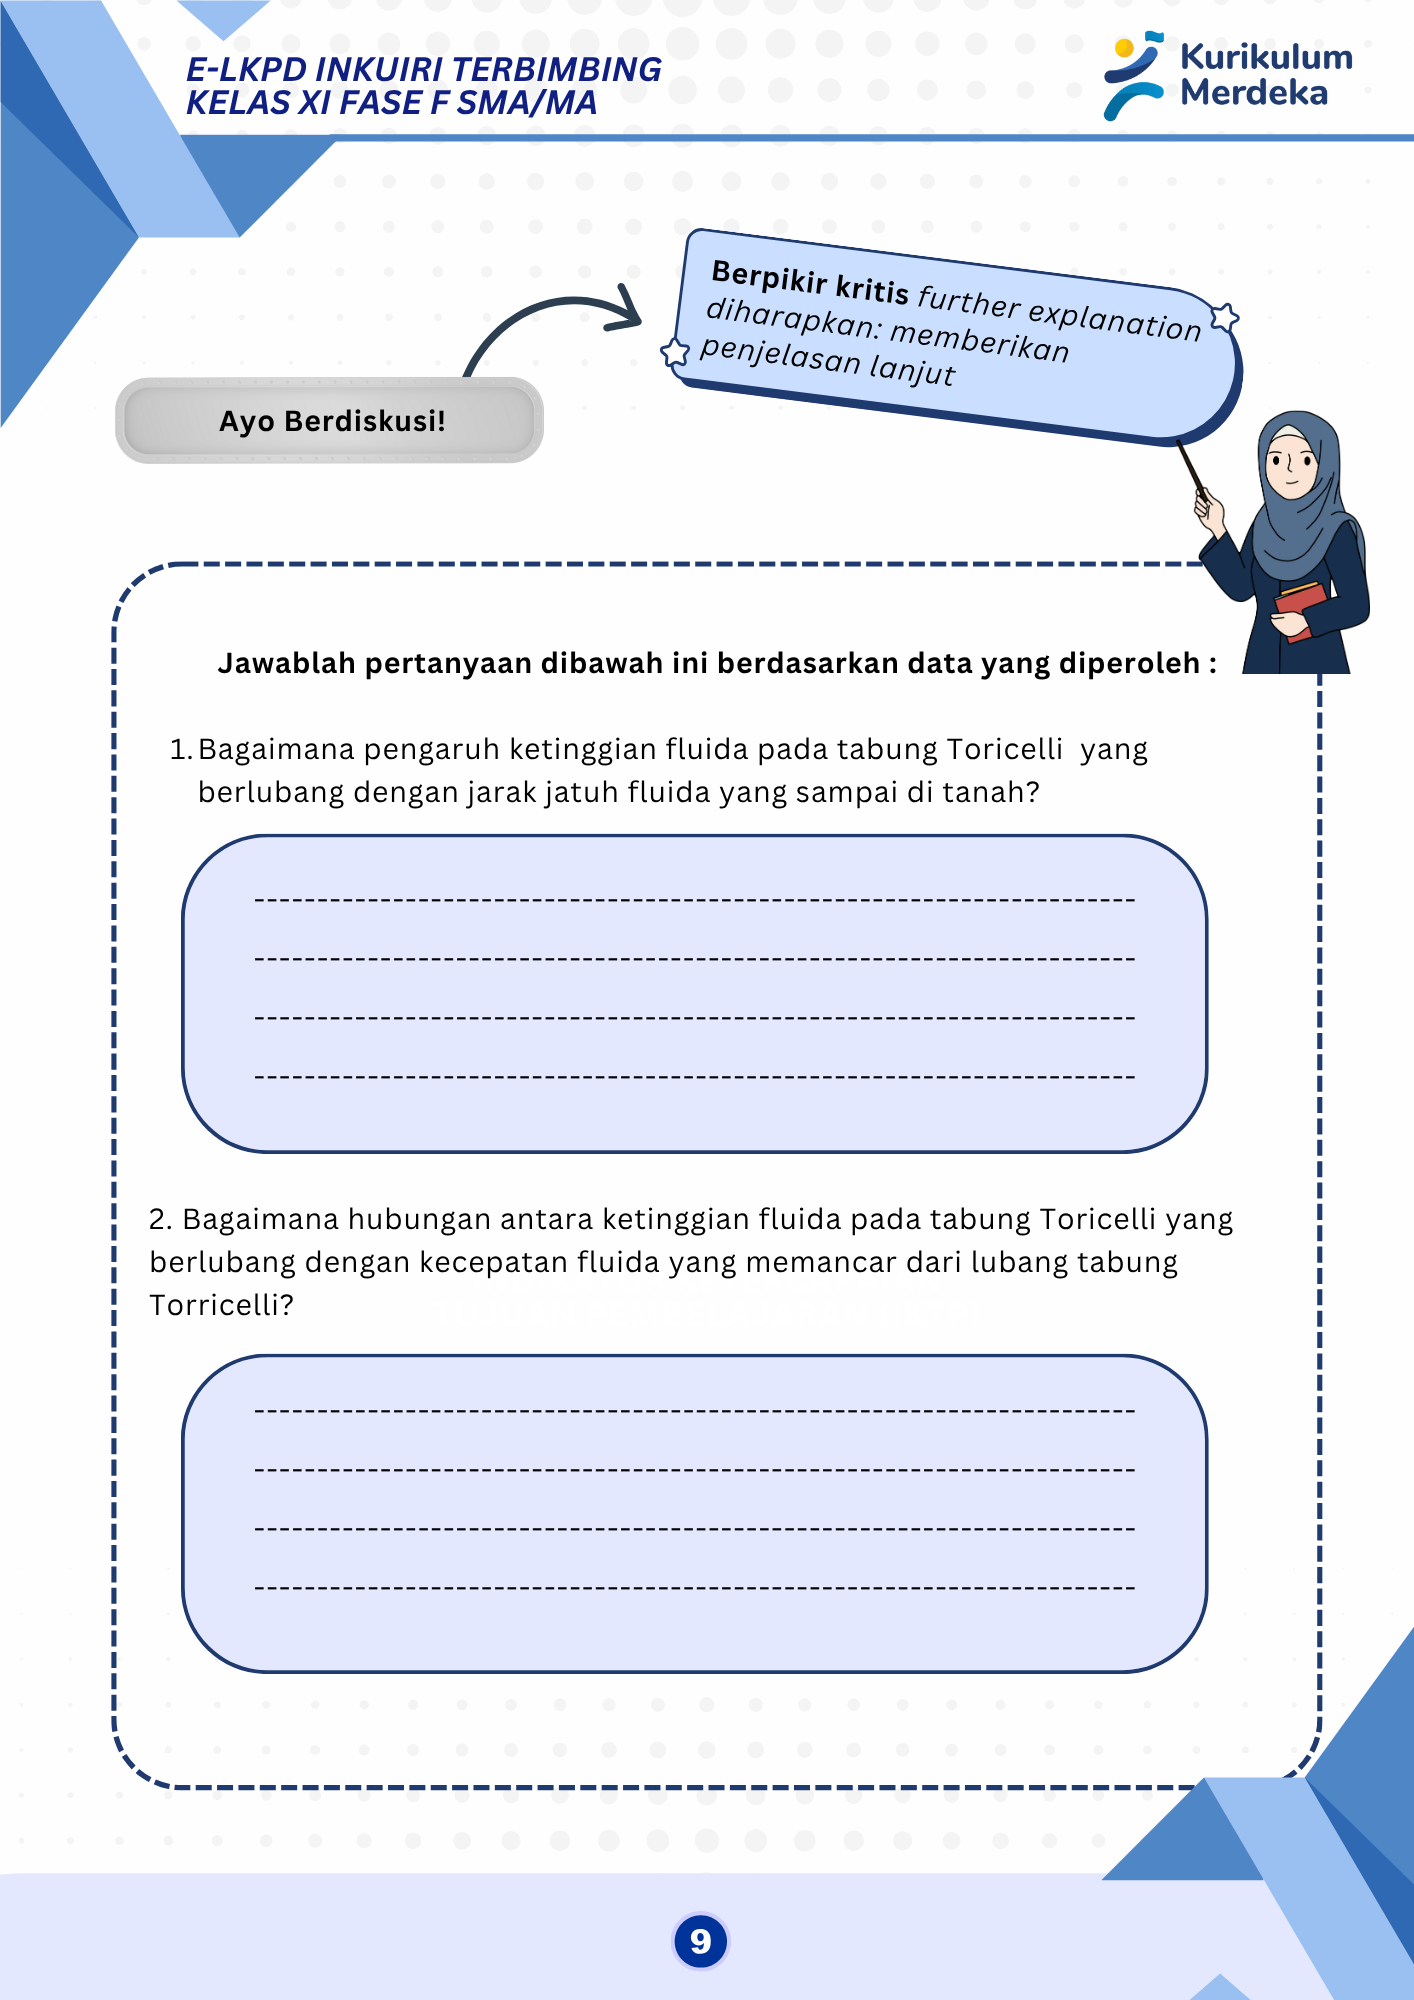 E-LKPD INKUIRI TERBIMBING
KELAS XI FASE F SMA/MA
Kurikulum
Merdeka
Berpikir kritis further explanation
diharapkan: memberikan
penjelasan lanjut
Ayo Berdiskusi!
Jawablah pertanyaan dibawah ini berdasarkan data yang diperoleh :
1. Bagaimana pengaruh ketinggian fluida pada tabung Toricelli yang
berlubang dengan jarak jatuh fluida yang sampai di tanah?
2. Bagaimana hubungan antara ketinggian fluida pada tabung Toricelli yang
berlubang dengan kecepatan fluida yang memancar dari lubang tabung
Torricelli?
9